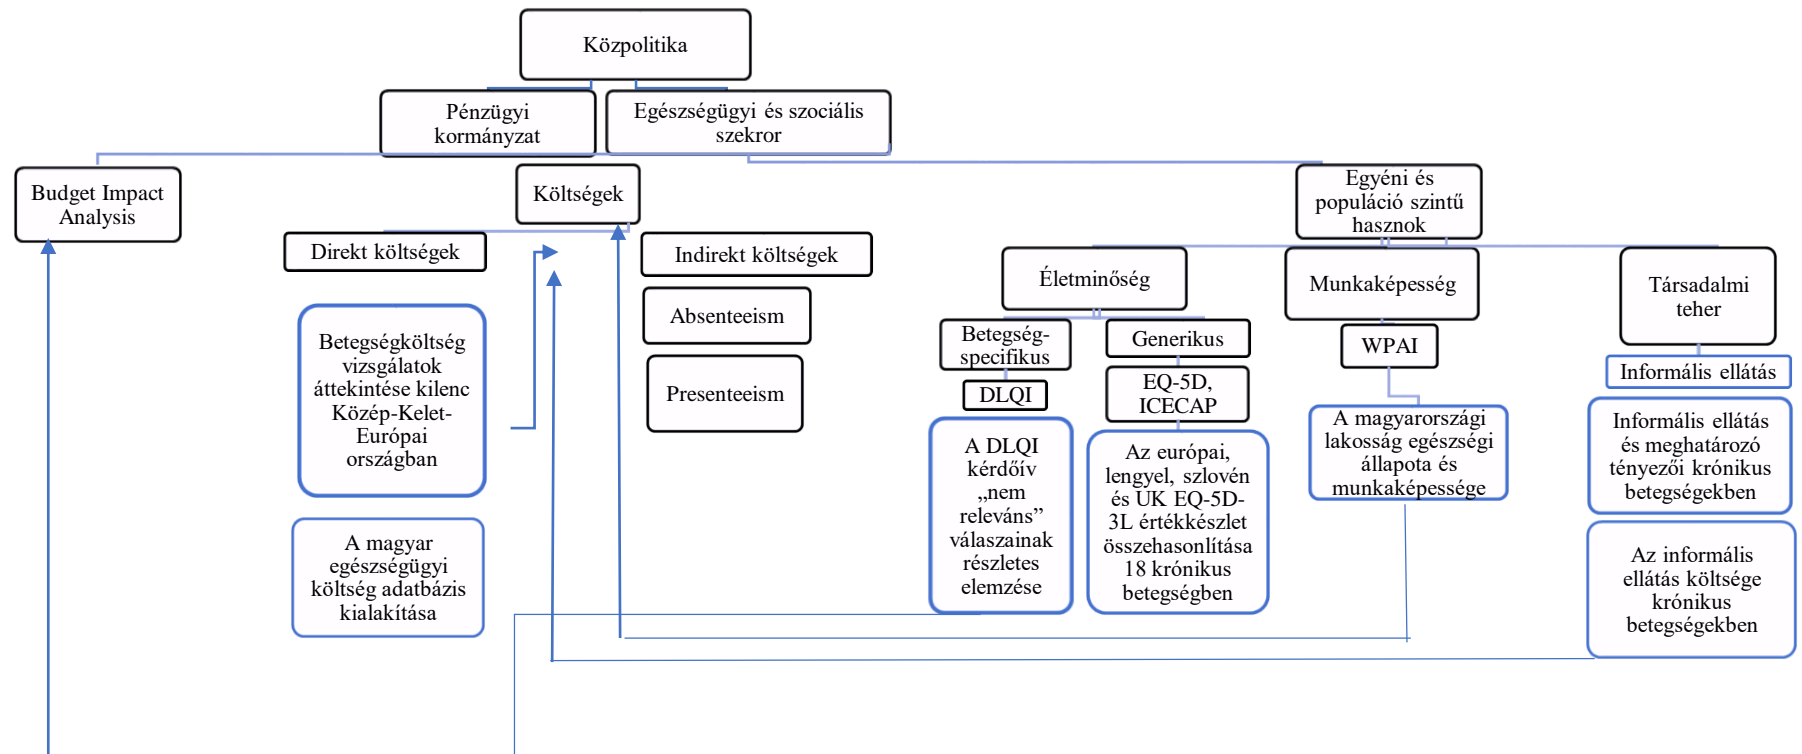 Közpolitika
Pénzügyi
kormányzat
Egészségügyi és szociális
szekror
Budget Impact
Analysis
Költségek
Egyéni és
populáció szintű
hasznok
Direkt költségek
Indirekt költségek
Absenteeism
Presenteeism
Betegségköltség
vizsgálatok
áttekintése kilenc
Közép-Kelet-
Európai
országban
A magyar
egészségügyi
költség adatbázis
kialakítása
Életminőség
Munkaképesség
Társadalmi
teher
Betegség-
specifikus
Generikus
WPAI
Informális ellátás
DLQI
EQ-5D,
ICECAP
A DLQI
kérdőív
„nem
releváns”
válaszainak
részletes
elemzése
Az európai,
lengyel, szlovén
és UK EQ-5D-
3L értékkészlet
összehasonlítása
18 krónikus
betegségben
A magyarországi
lakosság egészségi
állapota és
munkaképessége
Informális ellátás
és meghatározó
tényezői krónikus
betegségekben
Az informális
ellátás költsége
krónikus
betegségekben